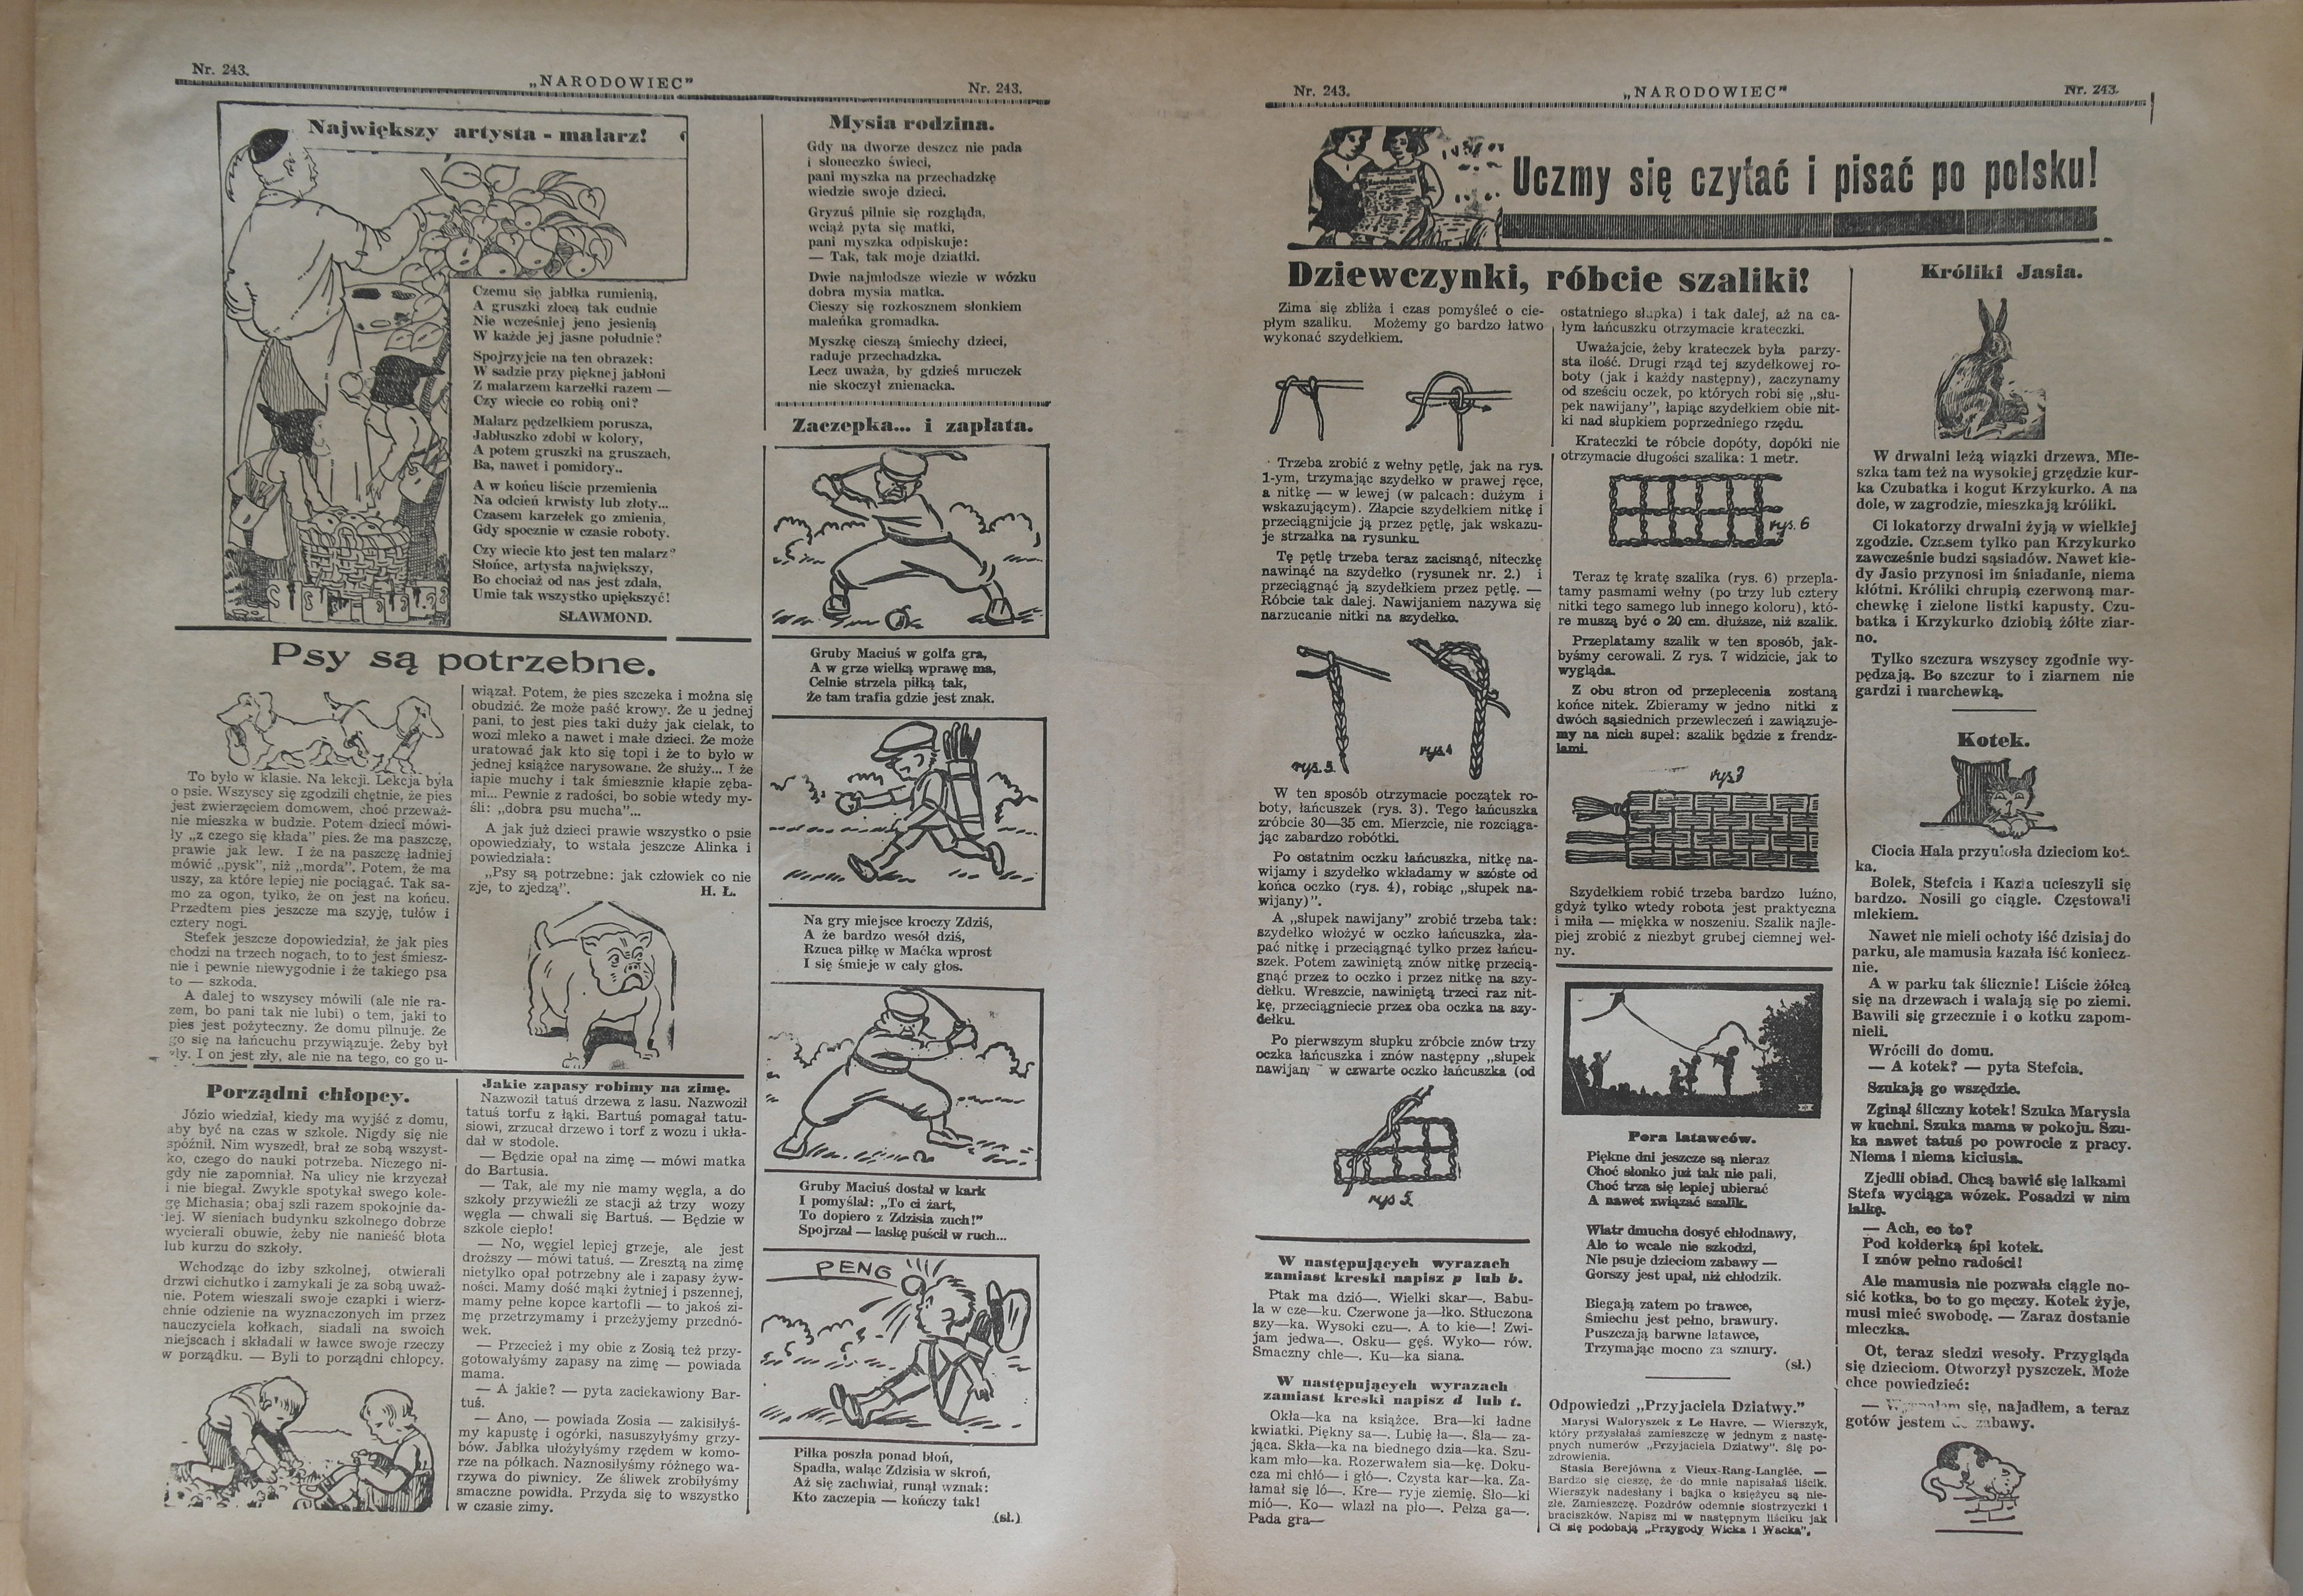 Nr. 243.
„NARODOWIEC”
Nr. 243.
Największy artysta - malarz!
Czemu się jabłka rumienią,
A gruszki złocą tak cudnie
Nie wcześniej jeno jesienią
W każde jej jasne południe?
Spojrzyjcie na ten obrazek:
W sadzie przy pięknej jabłoni
Z malarzem karzełki razem —
Czy wiecie co robią oni?
Malarz pędzelkiem porusza,
Jabłuszko zdobi w kolory,
A potem gruszki na gruszach,
Ba, nawet i pomidory..
A w końcu liście przemienia
Na odcień krwisty lub złoty...
Czasem karzełek go zmienia,
Gdy spocznie w czasie roboty.
Czy wiecie kto jest ten malarz?
Słońce, artysta największy,
Bo chociaż od nas jest zdala,
Umie tak wszystko upiększyć!
SŁAWMOND.
Psy są potrzebne.
To było w klasie. Na lekcji. Lekcja była
o psie. Wszyscy się zgodzili chętnie, że pies
jest zwierzęciem domowem, choć przeważ-
nie mieszka w budzie. Potem dzieci mówi-
ły „z czego się kłada” pies. Że ma paszczę,
prawie jak lew. I że na paszczę ładniej
mówić „pysk”, niż „morda”. Potem, że ma
uszy, za które lepiej nie pociągać. Tak sa-
mo za ogon, tylko, że on jest na końcu.
Przedtem pies jeszcze ma szyję, tułów i
cztery nogi.
Stefek jeszcze dopowiedział, że jak pies
chodzi na trzech nogach, to to jest śmiesz-
nie i pewnie niewygodnie i że takiego psa
to — szkoda.
A dalej to wszyscy mówili (ale nie ra-
zem, bo pani tak nie lubi) o tem, jaki to
pies jest pożyteczny. Że domu pilnuje. Że
go się na łańcuchu przywiązuje. Żeby był
zły. I on jest zły, ale nie na tego, co go u-
wiązał. Potem, że pies szczeka i można się
obudzić. Że może paść krowy. Że u jednej
pani, to jest pies taki duży jak cielak, to
wozi mleko a nawet i małe dzieci. Że może
uratować jak kto się topi i że to było w
jednej książce narysowane. Że służy... I że
łapie muchy i tak śmiesznie kłapie zęba-
mi... Pewnie z radości, bo sobie wtedy my-
śli: „dobra psu mucha”...
A jak już dzieci prawie wszystko o psie
opowiedziały, to wstała jeszcze Alinka i
powiedziała:
„Psy są potrzebne: jak człowiek co nie
zje, to zjedzą”. H. Ł.
Porządni chłopcy.
Józio wiedział, kiedy ma wyjść z domu,
aby być na czas w szkole. Nigdy się nie
spóźnił. Nim wyszedł, brał ze sobą wszyst-
ko, czego do nauki potrzeba. Niczego ni-
gdy nie zapomniał. Na ulicy nie krzyczał
i nie biegał. Zwykle spotykał swego kole-
gę Michasia; obaj szli razem spokojnie da-
lej. W sieniach budynku szkolnego dobrze
wycierali obuwie, żeby nie nanieść błota
lub kurzu do szkoły.
Wchodząc do izby szkolnej, otwierali
drzwi cichutko i zamykali je za sobą uważ-
nie. Potem wieszali swoje czapki i wierz-
chnie odzienie na wyznaczonych im przez
nauczyciela kołkach, siadali na swoich
miejscach i składali w ławce swoje rzeczy
w porządku. — Byli to porządni chłopcy.
Jakie zapasy robimy na zimę.
Nazwoził tatuś drzewa z lasu. Nazwoził
tatuś torfu z łąki. Bartuś pomagał tatu-
siowi, zrzucał drzewo i torf z wozu i ukła-
dał w stodole.
— Będzie opał na zimę — mówi matka
do Bartusia.
— Tak, ale my nie mamy węgla, a do
szkoły przywieźli ze stacji aż trzy wozy
węgla — chwali się Bartuś. — Będzie w
szkole ciepło!
— No, węgiel lepiej grzeje, ale jest
droższy — mówi tatuś. — Zresztą na zimę
nietylko opał potrzebny ale i zapasy żyw-
ności. Mamy dość mąki żytniej i pszennej,
mamy pełne kopce kartofli — to jakoś zi-
mę przetrzymamy i przeżyjemy przednó-
wek.
— Przecież i my obie z Zosią też przy-
gotowałyśmy zapasy na zimę — powiada
mama.
— A jakie? — pyta zaciekawiony Bar-
tuś.
— Ano, — powiada Zosia — zakisiłyś-
my kapustę i ogórki, nasuszyłyśmy grzy-
bów. Jabłka ułożyłyśmy rzędem w komo-
rze na półkach. Naznosiłyśmy różnego wa-
rzywa do piwnicy. Ze śliwek zrobiłyśmy
smaczne powidła. Przyda się to wszystko
w czasie zimy.
Mysia rodzina.
Gdy na dworze deszcz nie pada
i słoneczko świeci,
pani myszka na przechadzkę
wiedzie swoje dzieci.
Gryzuś pilnie się rozgląda,
wciąż pyta się matki,
pani myszka odpiskuje:
— Tak, tak moje dziatki.
Dwie najmłodsze wiezie w wózku
dobra mysia matka.
Cieszy się rozkosznem słonkiem
maleńka gromadka.
Myszkę cieszą śmiechy dzieci,
raduje przechadzka.
Lecz uważa, by gdzieś mruczek
nie skoczył znienacka.
Zaczepka... i zapłata.
Gruby Maciuś w golfa gra,
A w grze wielką wprawę ma,
Celnie strzela piłką tak,
Że tam trafia gdzie jest znak.
Na gry miejsce kroczy Zdziś,
A że bardzo wesół dziś,
Rzuca piłkę w Maćka wprost
I się śmieje w cały głos.
Gruby Maciuś dostał w kark
I pomyślał: „To ci żart,
To dopiero z Zdzisia zuch!”
Spojrzał — laskę puścił w ruch...
PENG
Piłka poszła ponad błoń,
Spadła, waląc Zdzisia w skroń,
Aż się zachwiał, runął wznak:
Kto zaczepia — kończy tak!
(sł.)
Nr. 243.
„NARODOWIEC”
Nr. 243.
Uczmy się czytać i pisać po polsku!
Dziewczynki, róbcie szaliki!
Zima się zbliża i czas pomyśleć o cie-
płym szaliku. Możemy go bardzo łatwo
wykonać szydełkiem.
Trzeba zrobić z wełny pętlę, jak na rys.
1-ym, trzymając szydełko w prawej ręce,
a nitkę — w lewej (w palcach: dużym i
wskazującym). Złapcie szydełkiem nitkę i
przeciągnijcie ją przez pętlę, jak wskazu-
je strzałka na rysunku.
Tę pętlę trzeba teraz zacisnąć, niteczkę
nawinąć na szydełko (rysunek nr. 2.) i
przeciągnąć ją szydełkiem przez pętlę. —
Róbcie tak dalej. Nawijaniem nazywa się
narzucanie nitki na szydełko.
rys. 3.
rys. 4
W ten sposób otrzymacie początek ro-
boty, łańcuszek (rys. 3). Tego łańcuszka
zróbcie 30—35 cm. Mierzcie, nie rozciąga-
jąc zabardzo robótki.
Po ostatnim oczku łańcuszka, nitkę na-
wijamy i szydełko wkładamy w szóste od
końca oczko (rys. 4), robiąc „słupek na-
wijany)”.
A „słupek nawijany” zrobić trzeba tak:
szydełko włożyć w oczko łańcuszka, zła-
pać nitkę i przeciągnąć tylko przez łańcu-
szek. Potem zawiniętą znów nitkę przecią-
gnąć przez to oczko i przez nitkę na szy-
dełku. Wreszcie, nawiniętą trzeci raz nit-
kę, przeciągniecie przez oba oczka na szy-
dełku.
Po pierwszym słupku zróbcie znów trzy
oczka łańcuszka i znów następny „słupek
nawijany” w czwarte oczko łańcuszka (od
rys 5.
W następujących wyrazach
zamiast kreski napisz p lub b.
Ptak ma dzió—. Wielki skar—. Babu-
la w cze—ku. Czerwone ja—łko. Stłuczona
szy—ka. Wysoki czu—. A to kie—! Zwi-
jam jedwa—. Osku— gęś. Wyko— rów.
Smaczny chle—. Ku—ka siana.
W następujących wyrazach
zamiast kreski napisz d lub t.
Okła—ka na książce. Bra—ki ładne
kwiatki. Piękny sa—. Lubię la—. Śla— za-
jąca. Skła—ka na biednego dzia—ka. Szu-
kam mło—ka. Rozerwałem sia—kę. Doku-
cza mi chłó— i głó—. Czysta kar—ka. Za-
łamał się ló—. Kre— ryje ziemię. Sło—ki
mió—. Ko— wlazł na pło—. Pełza ga—.
Pada gra—
ostatniego słupka) i tak dalej, aż na ca-
łym łańcuszku otrzymacie krateczki.
Uważajcie, żeby krateczek była parzy-
sta ilość. Drugi rząd tej szydełkowej ro-
boty (jak i każdy następny), zaczynamy
od sześciu oczek, po których robi się „słu-
pek nawijany”, łapiąc szydełkiem obie nit-
ki nad słupkiem poprzedniego rzędu.
Krateczki te róbcie dopóty, dopóki nie
otrzymacie długości szalika: 1 metr.
rys. 6
Teraz tę kratę szalika (rys. 6) przepla-
tamy pasmami wełny (po trzy lub cztery
nitki tego samego lub innego koloru), któ-
re muszą być o 20 cm. dłuższe, niż szalik.
Przeplatamy szalik w ten sposób, jak-
byśmy cerowali. Z rys. 7 widzicie, jak to
wygląda.
Z obu stron od przeplecenia zostaną
końce nitek. Zbieramy w jedno nitki z
dwóch sąsiednich przewleczeń i zawiązuje-
my na nich supeł: szalik będzie z frendz-
lami.
rys 7
Szydełkiem robić trzeba bardzo luźno,
gdyż tylko wtedy robota jest praktyczna
i miła — miękka w noszeniu. Szalik najle-
piej zrobić z niezbyt grubej ciemnej weł-
ny.
Pora latawców.
Piękne dni jeszcze są nieraz
Choć słonko już tak nie pali,
Choć trza się lepiej ubierać
A nawet związać szalik.
Wiatr dmucha dosyć chłodnawy,
Ale to wcale nie szkodzi,
Nie psuje dzieciom zabawy —
Gorszy jest upał, niż chłodzik.
Biegają zatem po trawce,
Śmiechu jest pełno, brawury.
Puszczają barwne latawce,
Trzymając mocno za sznury.
(sł.)
Odpowiedzi „Przyjaciela Dziatwy.”
Marysi Waloryszek z Le Havre. — Wierszyk,
który przysłałaś zamieszczę w jednym z nastę-
pnych numerów „Przyjaciela Dziatwy”. Ślę po-
zdrowienia.
Stasia Berejówna z Vieux-Rang-Langlée. —
Bardzo się cieszę, że do mnie napisałaś liścik.
Wierszyk nadesłany i bajka o księżycu są nie-
złe. Zamieszczę. Pozdrów odemnie siostrzyczki i
braciszków. Napisz mi w następnym liściku jak
Ci się podobają „Przygody Wicka i Wacka”.
Króliki Jasia.
W drwalni leżą wiązki drzewa. Mie-
szka tam też na wysokiej grzędzie kur-
ka Czubatka i kogut Krzykurko. A na
dole, w zagrodzie, mieszkają króliki.
Ci lokatorzy drwalni żyją w wielkiej
zgodzie. Czasem tylko pan Krzykurko
zawcześnie budzi sąsiadów. Nawet kie-
dy Jasio przynosi im śniadanie, niema
kłótni. Króliki chrupią czerwoną mar-
chewkę i zielone listki kapusty. Czu-
batka i Krzykurko dziobią żółte ziar-
no.
Tylko szczura wszyscy zgodnie wy-
pędzają. Bo szczur to i ziarnem nie
gardzi i marchewką.
Kotek.
Ciocia Hala przyniosła dzieciom kot-
ka.
Bolek, Stefcia i Kazia ucieszyli się
bardzo. Nosili go ciągle. Częstowali
mlekiem.
Nawet nie mieli ochoty iść dzisiaj do
parku, ale mamusia kazała iść koniecz-
nie.
A w parku tak ślicznie! Liście żółcą
się na drzewach i walają się po ziemi.
Bawili się grzecznie i o kotku zapom-
nieli.
Wrócili do domu.
— A kotek? — pyta Stefcia.
Szukają go wszędzie.
Zginął śliczny kotek! Szuka Marysia
w kuchni. Szuka mama w pokoju. Szu-
ka nawet tatuś po powrocie z pracy.
Niema i niema kiciusia.
Zjedli obiad. Chcą bawić się lalkami
Stefa wyciąga wózek. Posadzi w nim
lalkę.
— Ach, co to?
Pod kołderką śpi kotek.
I znów pełno radości!
Ale mamusia nie pozwala ciągle no-
sić kotka, bo to go męczy. Kotek żyje,
musi mieć swobodę. — Zaraz dostanie
mleczka.
Ot, teraz siedzi wesoły. Przygląda
się dzieciom. Otworzył pyszczek. Może
chce powiedzieć:
— się, najadłem, a teraz
gotów jestem do zabawy.